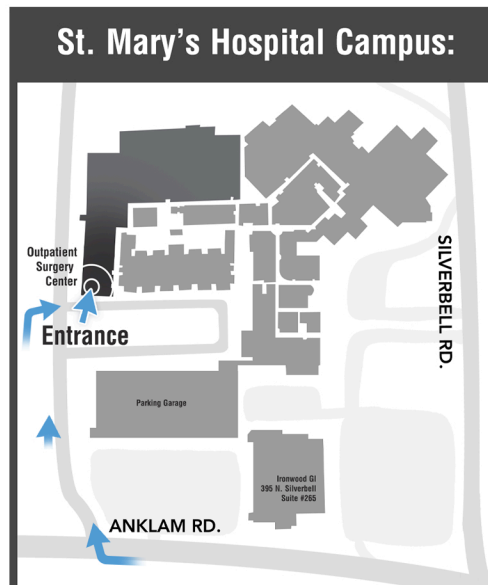 St. Mary's Hospital Campus:
Outpatient
Surgery
Center
Entrance
SILVERBELL RD.
Parking Garage
Ironwood GI
395 N. Silverbell
Suite #265
ANKLAM RD.